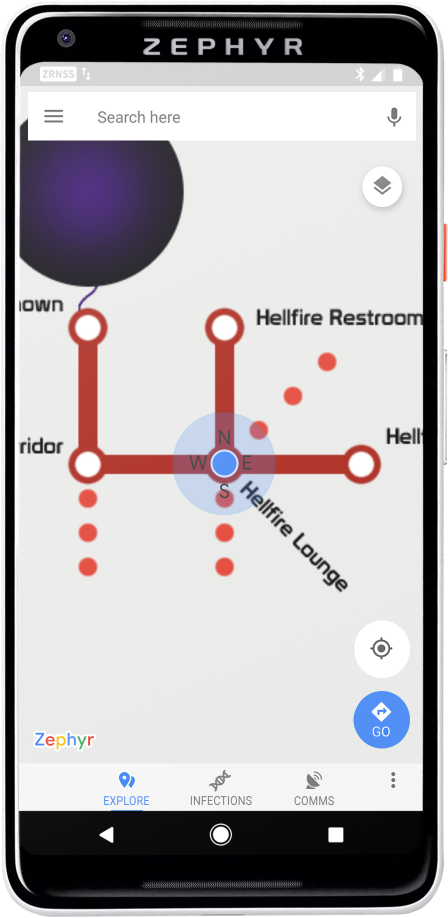 ZEPHYR
ZRNSS
Search here
nown
Hellfire Restroom
ridor
Hellf
N
W E
S
Hellfire Lounge
Zephyr
GO
EXPLORE INFECTIONS COMMS